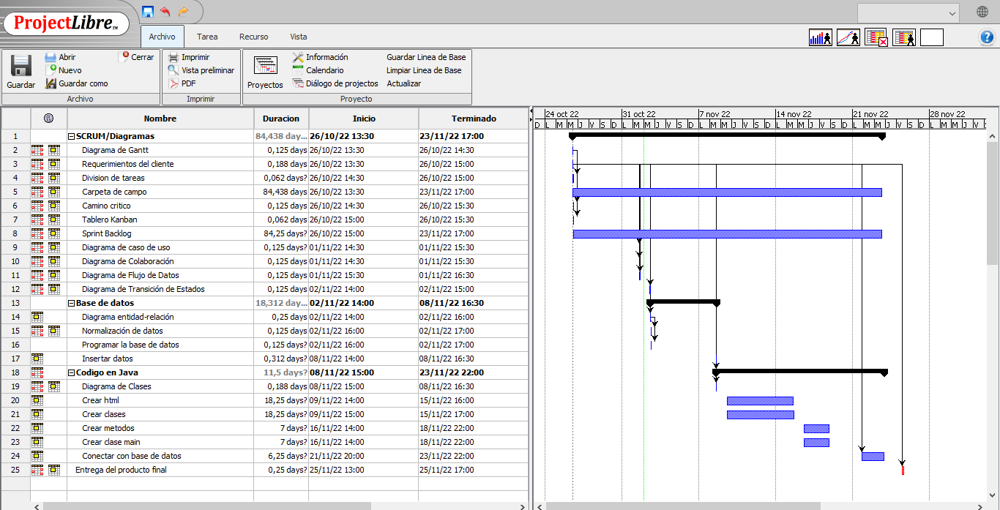 ProjectLibre™
Archivo Tarea Recurso Vista
Guardar
Abrir
Nuevo
Guardar como
Cerrar
Archivo
Imprimir
Vista preliminar
PDF
Imprimir
Proyectos
Información
Calendario
Diálogo de projectos
Guardar Linea de Base
Limpiar Linea de Base
Actualizar
Proyecto
Nombre Duracion Inicio Terminado
24 oct 22 31 oct 22 7 nov 22 14 nov 22 21 nov 22 28 nov 22
D L M M J V S D L M M J V S D L M M J V S D L M M J V S D L M M J V S D L M M J V
1 SCRUM/Diagramas 84,438 day... 26/10/22 13:30 23/11/22 17:00
2 Diagrama de Gantt 0,125 days 26/10/22 13:30 26/10/22 14:30
3 Requerimientos del cliente 0,188 days 26/10/22 13:30 26/10/22 15:00
4 Division de tareas 0,062 days? 26/10/22 14:30 26/10/22 15:00
5 Carpeta de campo 84,438 days 26/10/22 13:30 23/11/22 17:00
6 Camino critico 0,125 days 26/10/22 14:30 26/10/22 15:30
7 Tablero Kanban 0,062 days 26/10/22 15:00 26/10/22 15:30
8 Sprint Backlog 84,25 days? 26/10/22 15:00 23/11/22 17:00
9 Diagrama de caso de uso 0,125 days? 01/11/22 14:30 01/11/22 15:30
10 Diagrama de Colaboración 0,125 days 01/11/22 14:30 01/11/22 15:30
11 Diagrama de Flujo de Datos 0,125 days 01/11/22 15:30 01/11/22 16:30
12 Diagrama de Transición de Estados 0,125 days 02/11/22 14:00 02/11/22 15:00
13 Base de datos 18,312 day... 02/11/22 14:00 08/11/22 16:30
14 Diagrama entidad-relación 0,25 days 02/11/22 14:00 02/11/22 16:00
15 Normalización de datos 0,125 days 02/11/22 16:00 02/11/22 17:00
16 Programar la base de datos 0,125 days? 02/11/22 16:00 02/11/22 17:00
17 Insertar datos 0,312 days? 08/11/22 14:00 08/11/22 16:30
18 Codigo en Java 11,5 days? 08/11/22 15:00 23/11/22 22:00
19 Diagrama de Clases 0,188 days 08/11/22 15:00 08/11/22 16:30
20 Crear html 18,25 days? 09/11/22 14:00 15/11/22 16:00
21 Crear clases 18,25 days? 09/11/22 15:00 15/11/22 17:00
22 Crear metodos 7 days? 16/11/22 14:00 18/11/22 22:00
23 Crear clase main 7 days? 16/11/22 14:00 18/11/22 22:00
24 Conectar con base de datos 6,25 days? 21/11/22 20:00 23/11/22 22:00
25 Entrega del producto final 0,25 days? 25/11/22 13:00 25/11/22 17:00